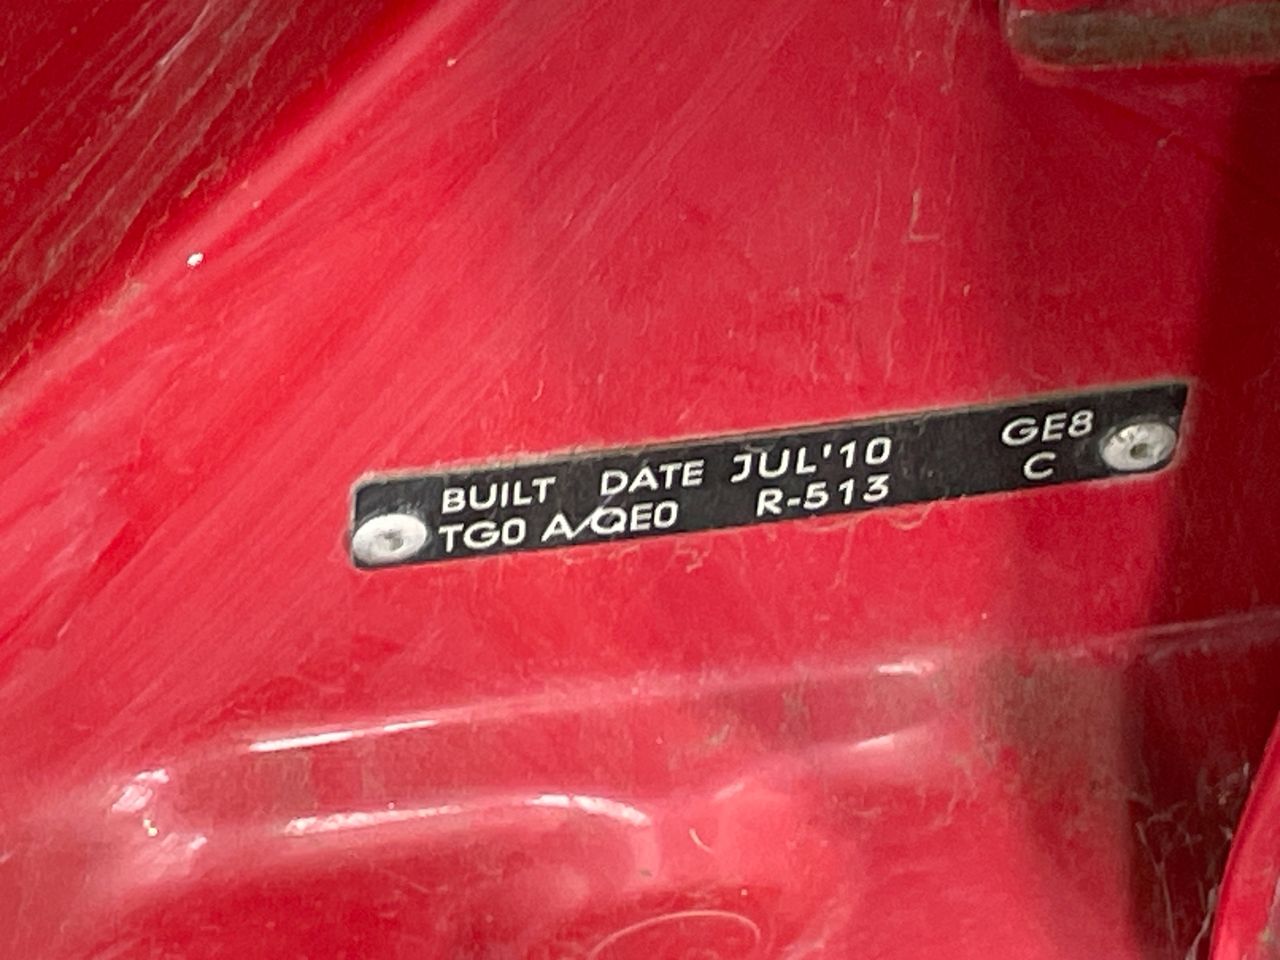 BUILT DATE JUL'10 GE8
TG0 A/QE0 R-513 C